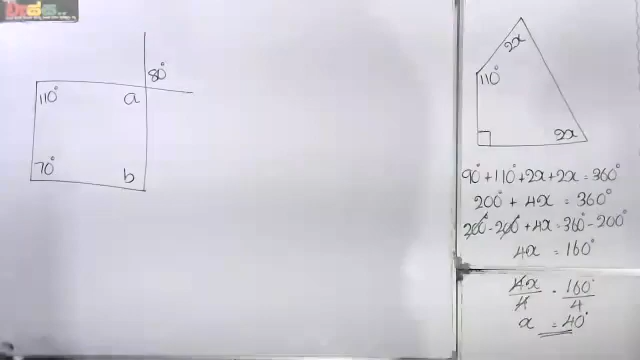 80°
110°
a
70°
b
2x
110°
2x
90°+110°+2x+2x=360°
200° + 4x = 360°
200°-200°+4x=360°-200°
4x = 160°
4x/4 = 160°/4
x = 40°